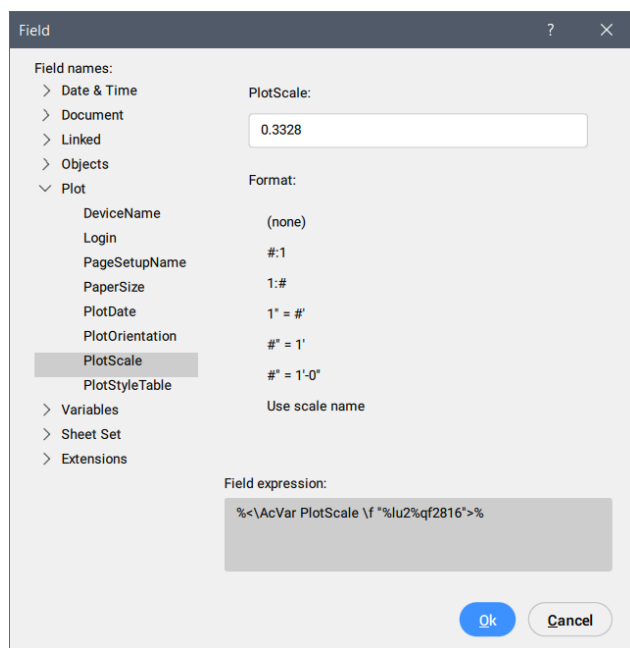 Field ?
Field names:
Date & Time
Document
Linked
Objects
Plot
DeviceName
Login
PageSetupName
PaperSize
PlotDate
PlotOrientation
PlotScale
PlotStyleTable
Variables
Sheet Set
Extensions
PlotScale:
0.3328
Format:
(none)
#:1
1:#
1" = #'
#" = 1'
#" = 1'-0"
Use scale name
Field expression:
%<\AcVar PlotScale \f "%lu2%qf2816">%
Ok Cancel